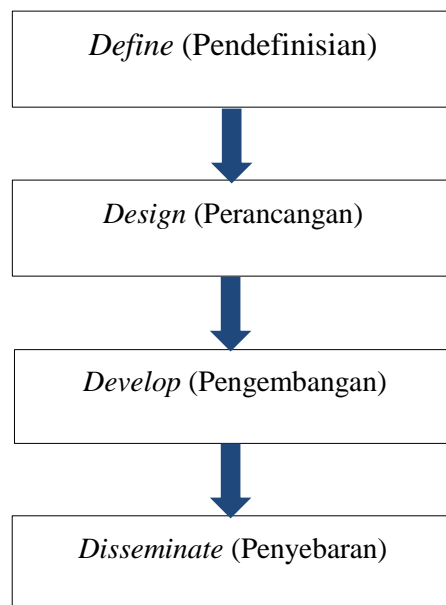 Define (Pendefinisian)
Design (Perancangan)
Develop (Pengembangan)
Disseminate (Penyebaran)